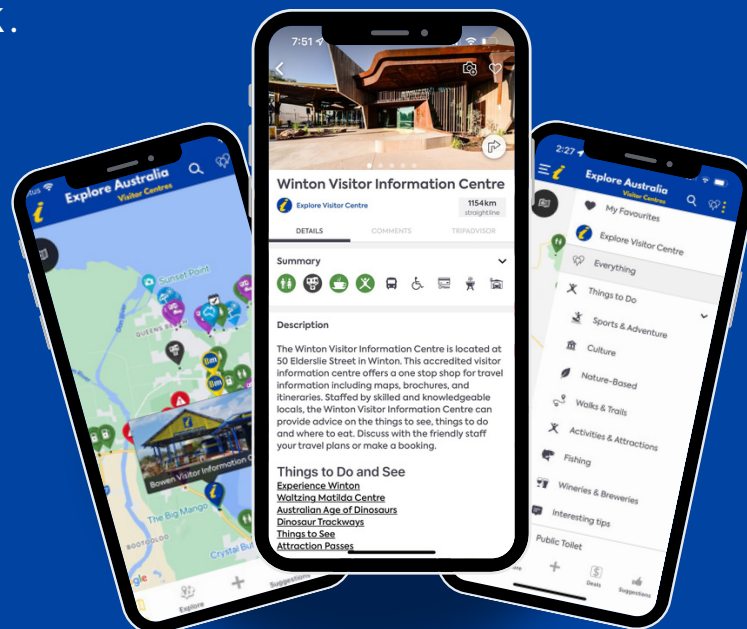 K.
7:51
Winton Visitor Information Centre
Explore Visitor Centre
1154km
straightline
DETAILS
COMMENTS
TRIPADVISOR
Summary
Description
The Winton Visitor Information Centre is located at
50 Elderslie Street in Winton. This accredited visitor
information centre offers a one stop shop for travel
information including maps, brochures, and
itineraries. Staffed by skilled and knowledgeable
locals, the Winton Visitor Information Centre can
provide advice on the things to see, things to do
and where to eat. Discuss with the friendly staff
your travel plans or make a booking.
Things to Do and See
Experience Winton
Waltzing Matilda Centre
Australian Age of Dinosaurs
Dinosaur Trackways
Things to See
Attraction Passes
Explore Australia
Visitor Centres
Sunset Point
Don River
QUEENS BEACH
Bm
Bm
Bowen Visitor Information C
The Big Mango
BOOTOOLOO
Crystal Bu
gle
Explore
Suggestions
2:27
Explore Australia
Visitor Centres
My Favourites
Explore Visitor Centre
Everything
Things to Do
Sports & Adventure
Culture
Nature-Based
Walks & Trails
Activities & Attractions
Fishing
Wineries & Breweries
Interesting tips
Public Toilet
Deals
Suggestions